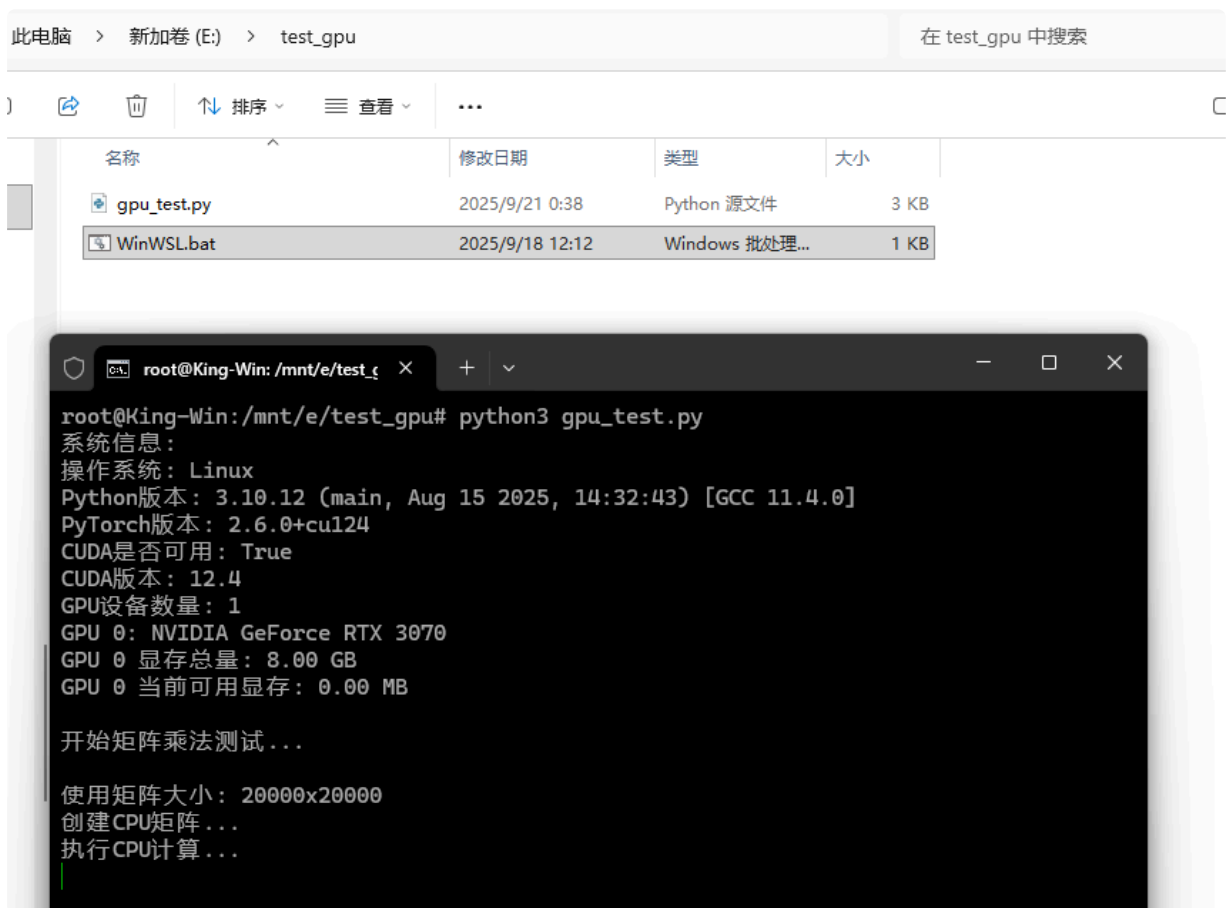 此电脑 > 新加卷 (E:) > test_gpu
在 test_gpu 中搜索
排序 查看 ...
名称 修改日期 类型 大小
gpu_test.py 2025/9/21 0:38 Python 源文件 3 KB
WinWSL.bat 2025/9/18 12:12 Windows 批处理... 1 KB
root@King-Win: /mnt/e/test_
root@King-Win:/mnt/e/test_gpu# python3 gpu_test.py
系统信息:
操作系统: Linux
Python版本: 3.10.12 (main, Aug 15 2025, 14:32:43) [GCC 11.4.0]
PyTorch版本: 2.6.0+cu124
CUDA是否可用: True
CUDA版本: 12.4
GPU设备数量: 1
GPU 0: NVIDIA GeForce RTX 3070
GPU 0 显存总量: 8.00 GB
GPU 0 当前可用显存: 0.00 MB
开始矩阵乘法测试...
使用矩阵大小: 20000x20000
创建CPU矩阵...
执行CPU计算...